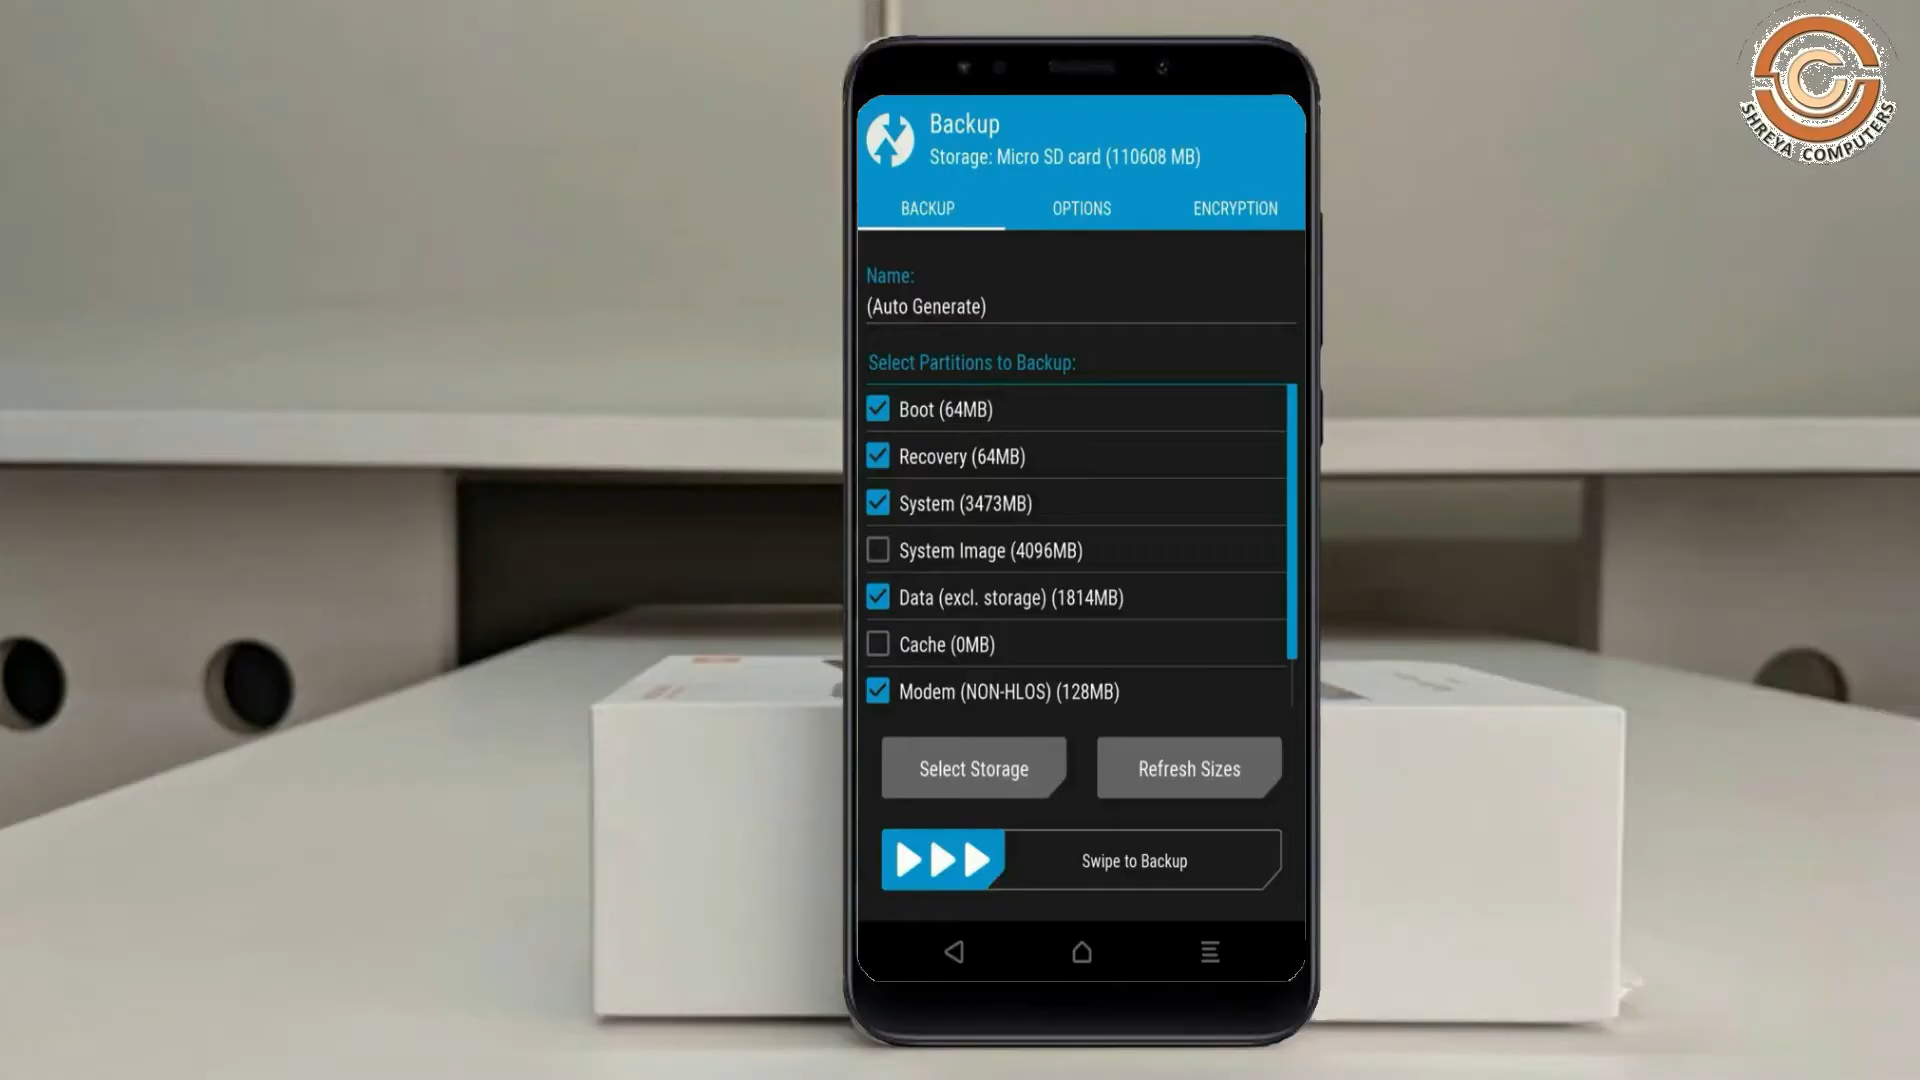 SHREYA COMPUTERS
Backup
Storage: Micro SD card (110608 MB)
BACKUP
OPTIONS
ENCRYPTION
Name:
(Auto Generate)
Select Partitions to Backup:
Boot (64MB)
Recovery (64MB)
System (3473MB)
System Image (4096MB)
Data (excl. storage) (1814MB)
Cache (0MB)
Modem (NON-HLOS) (128MB)
Select Storage
Refresh Sizes
Swipe to Backup